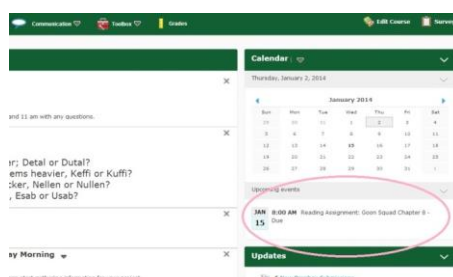 Communication
Toolbox
Grades
Edit Course
Survey
Calendar
Thursday, January 2, 2014
and 11 am with any questions.
January 2014
Sun Mon Tue Wed Thu Fri Sat
29 30 31 1 2 3 4
5 6 7 8 9 10 11
12 13 14 15 16 17 18
19 20 21 22 23 24 25
26 27 28 29 30 31 1
er; Detal or Dutal?
ems heavier, Keffi or Kuffi?
cker, Nellen or Nullen?
, Esab or Usab?
Upcoming events
JAN
15
8:00 AM Reading Assignment: Goon Squad Chapter 8 -
Due
ay Morning
Updates